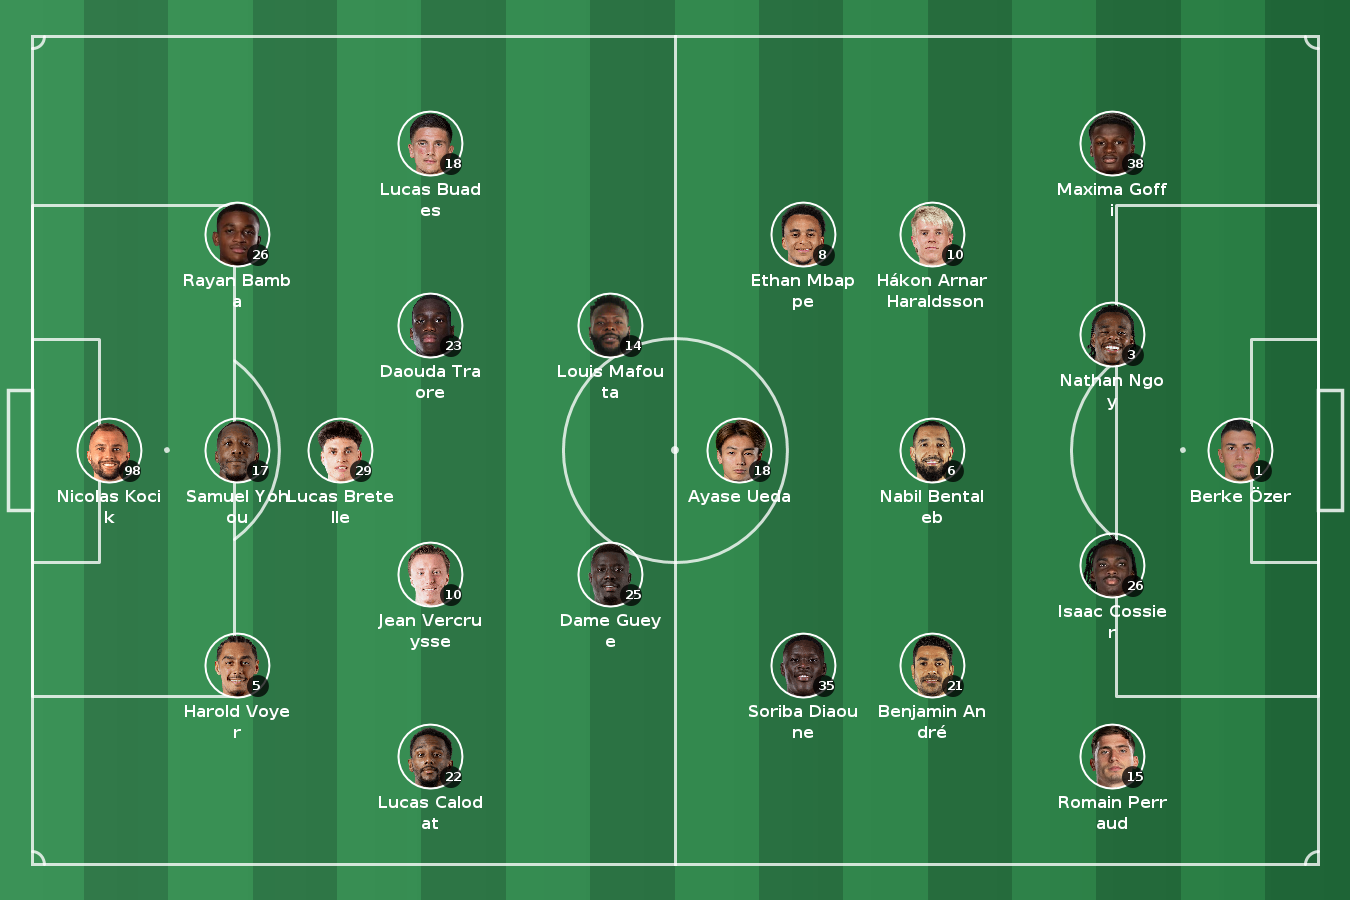 18
Lucas Buad
es
38
Maxima Goff
i
26
Rayan Bamb
a
8
Ethan Mbap
pe
10
Hákon Arnar
Haraldsson
23
Daouda Tra
ore
14
Louis Mafou
ta
3
Nathan Ngo
y
98
Nicolas Koci
k
17
Samuel Yoh
ou
29
Lucas Brete
lle
18
Ayase Ueda
6
Nabil Bental
eb
1
Berke Özer
10
Jean Vercru
ysse
25
Dame Guey
e
26
Isaac Cossie
r
5
Harold Voye
r
35
Soriba Diaou
ne
21
Benjamin An
dré
22
Lucas Calod
at
15
Romain Perr
aud